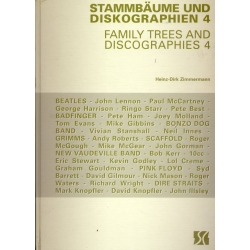 STAMMBÄUME UND
DISKOGRAPHIEN 4
FAMILY TREES AND
DISCOGRAPHIES 4
Heinz-Dirk Zimmermann
BEATLES - John Lennon - Paul McCartney -
George Harrison - Ringo Starr - Pete Best -
BADFINGER - Pete Ham - Joey Molland -
Tom Evans - Mike Gibbins - BONZO DOG
BAND - Vivian Stanshall - Neil Innes -
GRIMMS - Andy Roberts - SCAFFOLD - Roger
McGough - Mike McGear - John Gorman -
NEW VAUDEVILLE BAND - Bob Kerr - 10cc -
Eric Stewart - Kevin Godley - Lol Creme -
Graham Gouldman - PINK FLOYD - Syd
Barrett - David Gilmour - Nick Mason - Roger
Waters - Richard Wright - DIRE STRAITS -
Mark Knopfler - David Knopfler - John Illsley